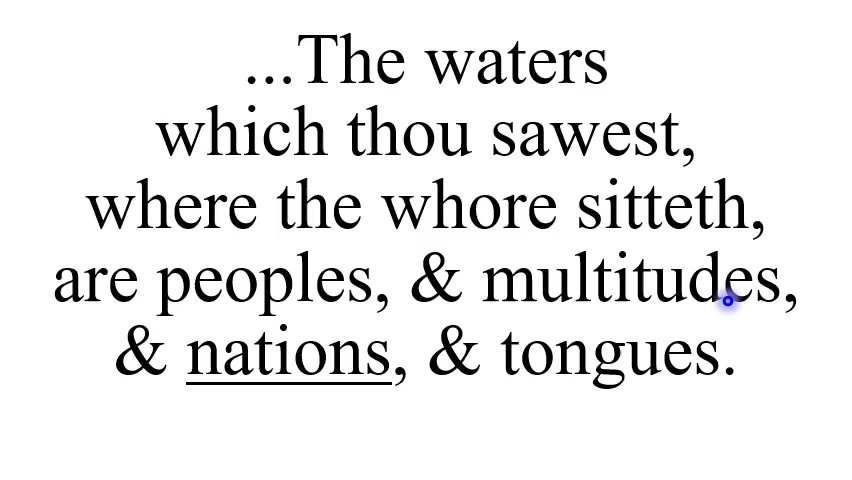 ...The waters
which thou sawest,
where the whore sitteth,
are peoples, & multitudes,
& nations, & tongues.